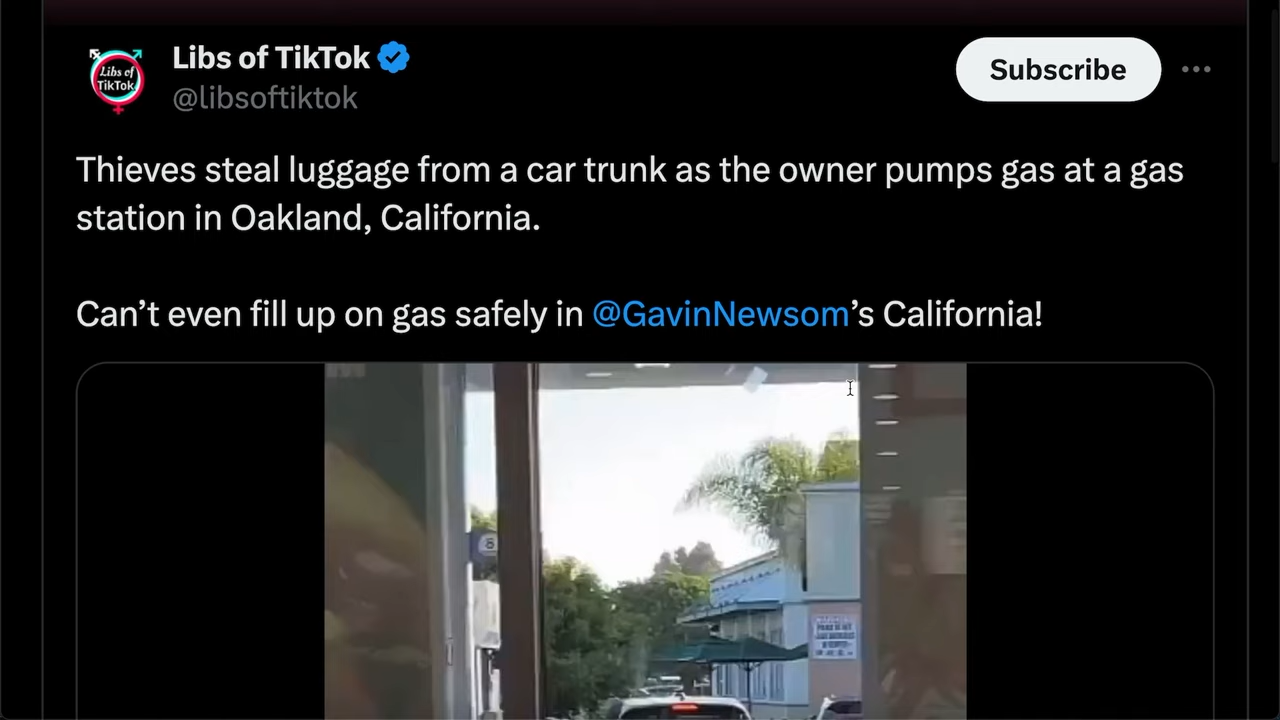 Libs of TikTok
@libsoftiktok
Subscribe
Libs of
TikTok
Thieves steal luggage from a car trunk as the owner pumps gas at a gas
station in Oakland, California.
Can’t even fill up on gas safely in @GavinNewsom’s California!
8